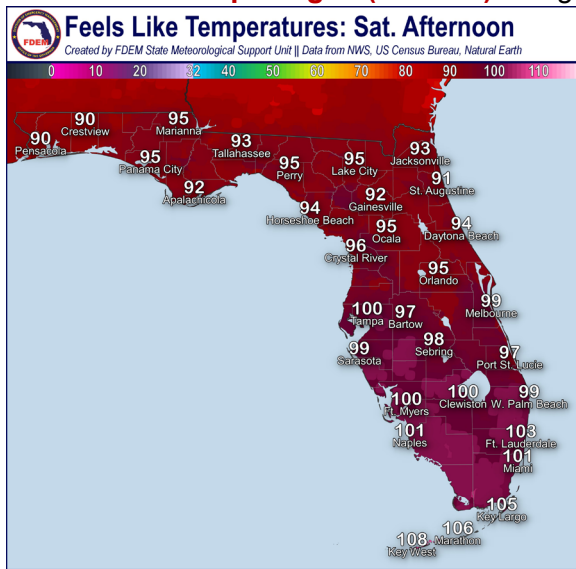 FDEM
Feels Like Temperatures: Sat. Afternoon
Created by FDEM State Meteorological Support Unit || Data from NWS, US Census Bureau, Natural Earth
0 10 20 32 40 50 60 70 80 90 100 110
90
Crestview
95
Marianna
90
Pensacola
93
Tallahassee
93
Jacksonville
95
Panama City
95
Perry
95
Lake City
91
St. Augustine
92
Apalachicola
92
Gainesville
94
Horseshoe Beach
95
Ocala
94
Daytona Beach
96
Crystal River
95
Orlando
99
Melbourne
100
Tampa
97
Bartow
99
Sarasota
98
Sebring
97
Port St. Lucie
100
Ft. Myers
100
Clewiston
99
W. Palm Beach
101
Naples
103
Ft. Lauderdale
101
Miami
105
Key Largo
106
Marathon
108
Key West